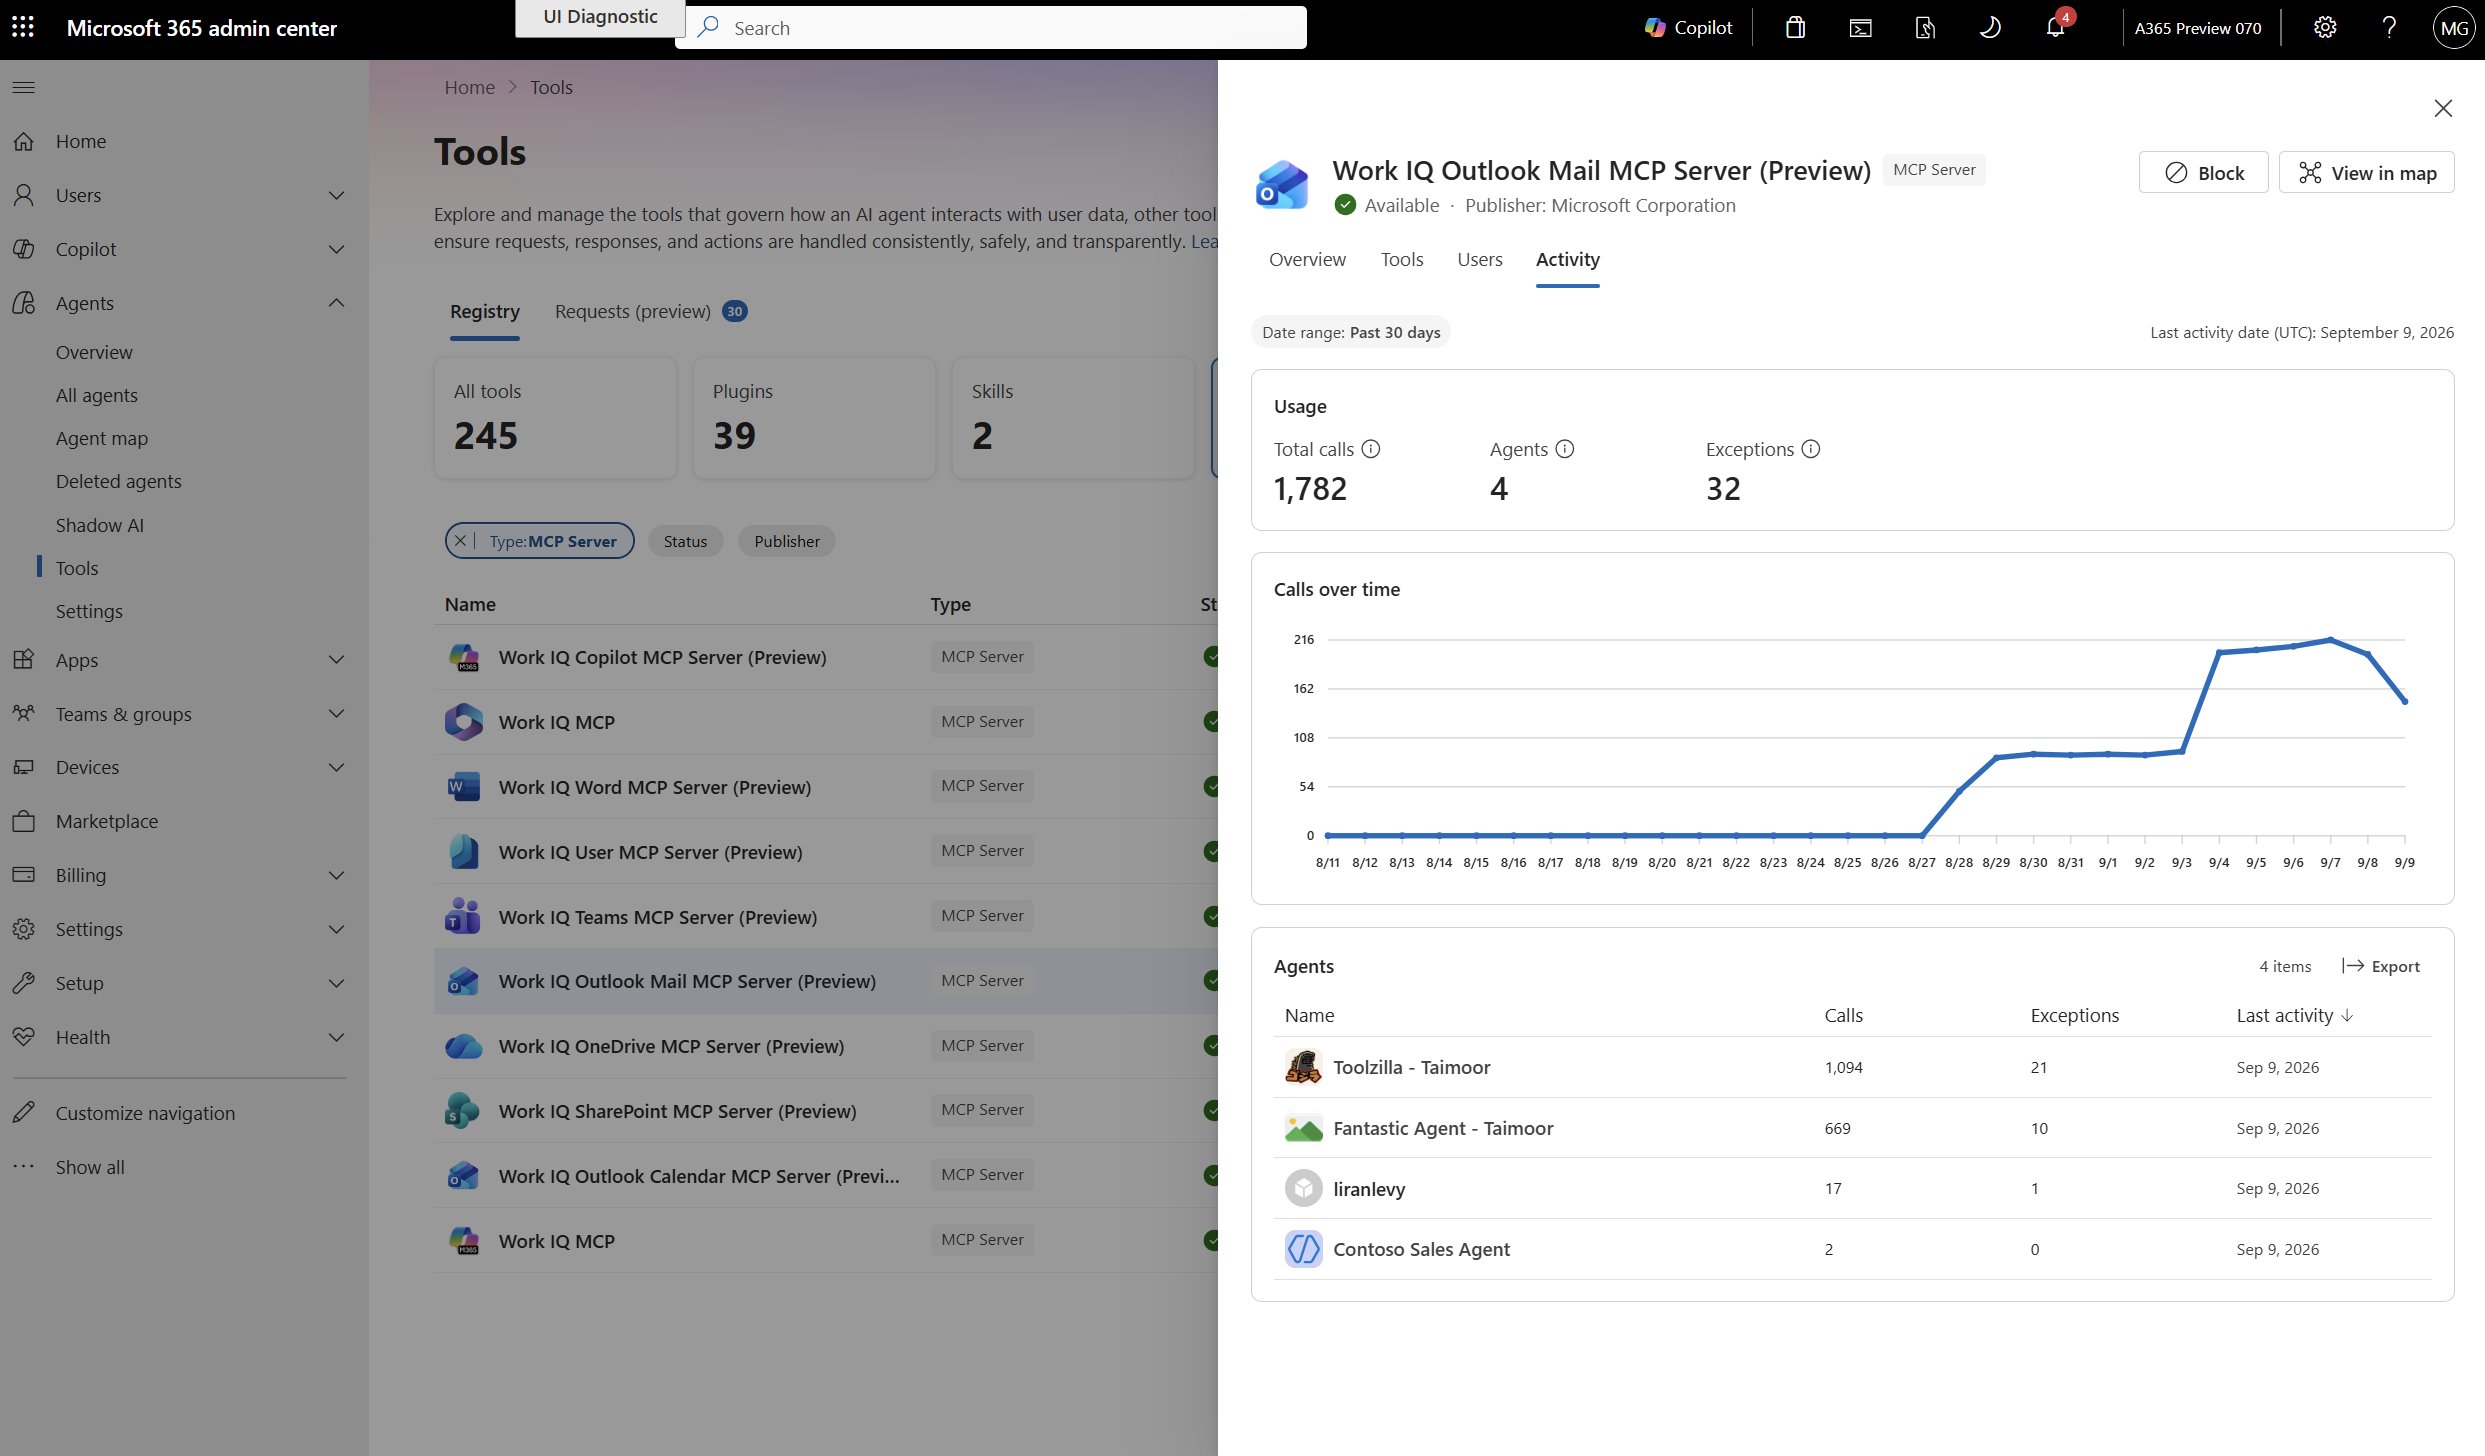 Microsoft 365 admin center
UI Diagnostic
Search
Copilot
4
A365 Preview 070
?
MG
Home
Users
Copilot
Agents
Overview
All agents
Agent map
Deleted agents
Shadow AI
Tools
Settings
Apps
Teams & groups
Devices
Marketplace
Billing
Settings
Setup
Health
Customize navigation
Show all
Home > Tools
Tools
Explore and manage the tools that govern how an AI agent interacts with user data, other tool
ensure requests, responses, and actions are handled consistently, safely, and transparently. Lea
Registry
Requests (preview) 30
All tools
245
Plugins
39
Skills
2
Type:MCP Server
Status
Publisher
Name Type St
Work IQ Copilot MCP Server (Preview) MCP Server
Work IQ MCP MCP Server
Work IQ Word MCP Server (Preview) MCP Server
Work IQ User MCP Server (Preview) MCP Server
Work IQ Teams MCP Server (Preview) MCP Server
Work IQ Outlook Mail MCP Server (Preview) MCP Server
Work IQ OneDrive MCP Server (Preview) MCP Server
Work IQ SharePoint MCP Server (Preview) MCP Server
Work IQ Outlook Calendar MCP Server (Previ... MCP Server
Work IQ MCP MCP Server
Work IQ Outlook Mail MCP Server (Preview) MCP Server
Available · Publisher: Microsoft Corporation
Block
View in map
Overview Tools Users Activity
Date range: Past 30 days
Last activity date (UTC): September 9, 2026
Usage
Total calls Agents Exceptions
1,782 4 32
Calls over time
216
162
108
54
0
8/11 8/12 8/13 8/14 8/15 8/16 8/17 8/18 8/19 8/20 8/21 8/22 8/23 8/24 8/25 8/26 8/27 8/28 8/29 8/30 8/31 9/1 9/2 9/3 9/4 9/5 9/6 9/7 9/8 9/9
Agents
4 items
Export
Name Calls Exceptions Last activity
Toolzilla - Taimoor 1,094 21 Sep 9, 2026
Fantastic Agent - Taimoor 669 10 Sep 9, 2026
liranlevy 17 1 Sep 9, 2026
Contoso Sales Agent 2 0 Sep 9, 2026